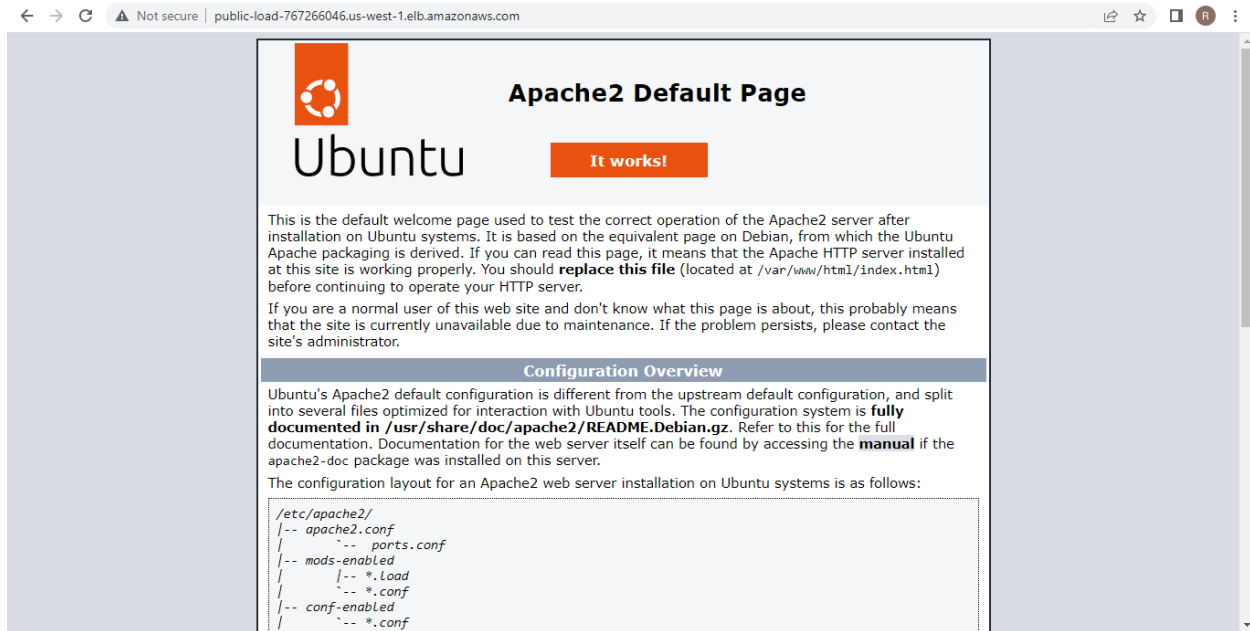 Not secure | public-load-767266046.us-west-1.elb.amazonaws.com
R
Apache2 Default Page
Ubuntu
It works!
This is the default welcome page used to test the correct operation of the Apache2 server after
installation on Ubuntu systems. It is based on the equivalent page on Debian, from which the Ubuntu
Apache packaging is derived. If you can read this page, it means that the Apache HTTP server installed
at this site is working properly. You should replace this file (located at /var/www/html/index.html)
before continuing to operate your HTTP server.
If you are a normal user of this web site and don't know what this page is about, this probably means
that the site is currently unavailable due to maintenance. If the problem persists, please contact the
site's administrator.
Configuration Overview
Ubuntu's Apache2 default configuration is different from the upstream default configuration, and split
into several files optimized for interaction with Ubuntu tools. The configuration system is fully
documented in /usr/share/doc/apache2/README.Debian.gz. Refer to this for the full
documentation. Documentation for the web server itself can be found by accessing the manual if the
apache2-doc package was installed on this server.
The configuration layout for an Apache2 web server installation on Ubuntu systems is as follows:
/etc/apache2/
|-- apache2.conf
|       `--  ports.conf
|-- mods-enabled
|       |-- *.load
|       `-- *.conf
|-- conf-enabled
|       `-- *.conf